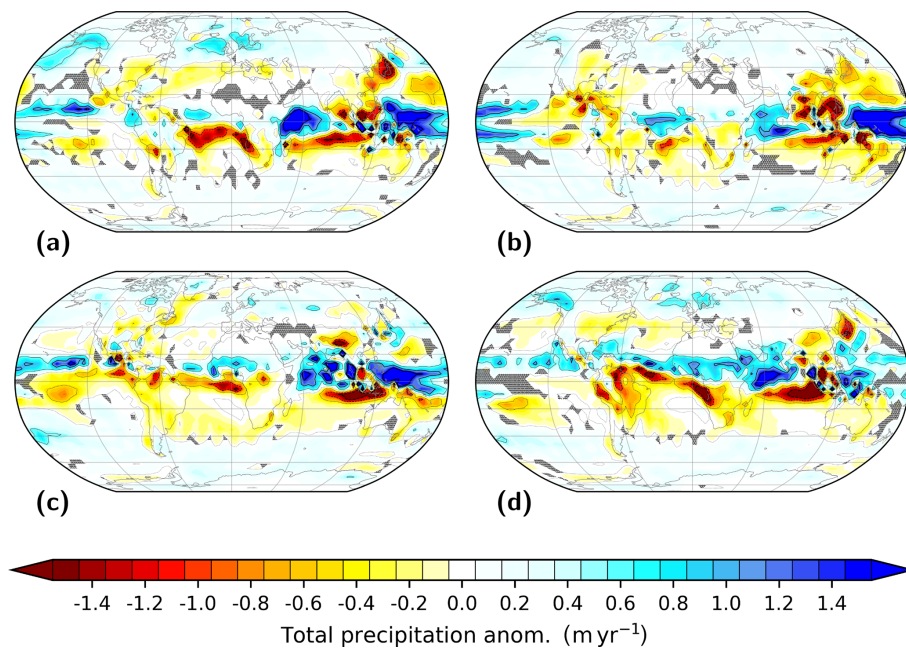 (a) (b)
(c) (d)
-1.4 -1.2 -1.0 -0.8 -0.6 -0.4 -0.2 0.0 0.2 0.4 0.6 0.8 1.0 1.2 1.4
Total precipitation anom. (m yr⁻¹)